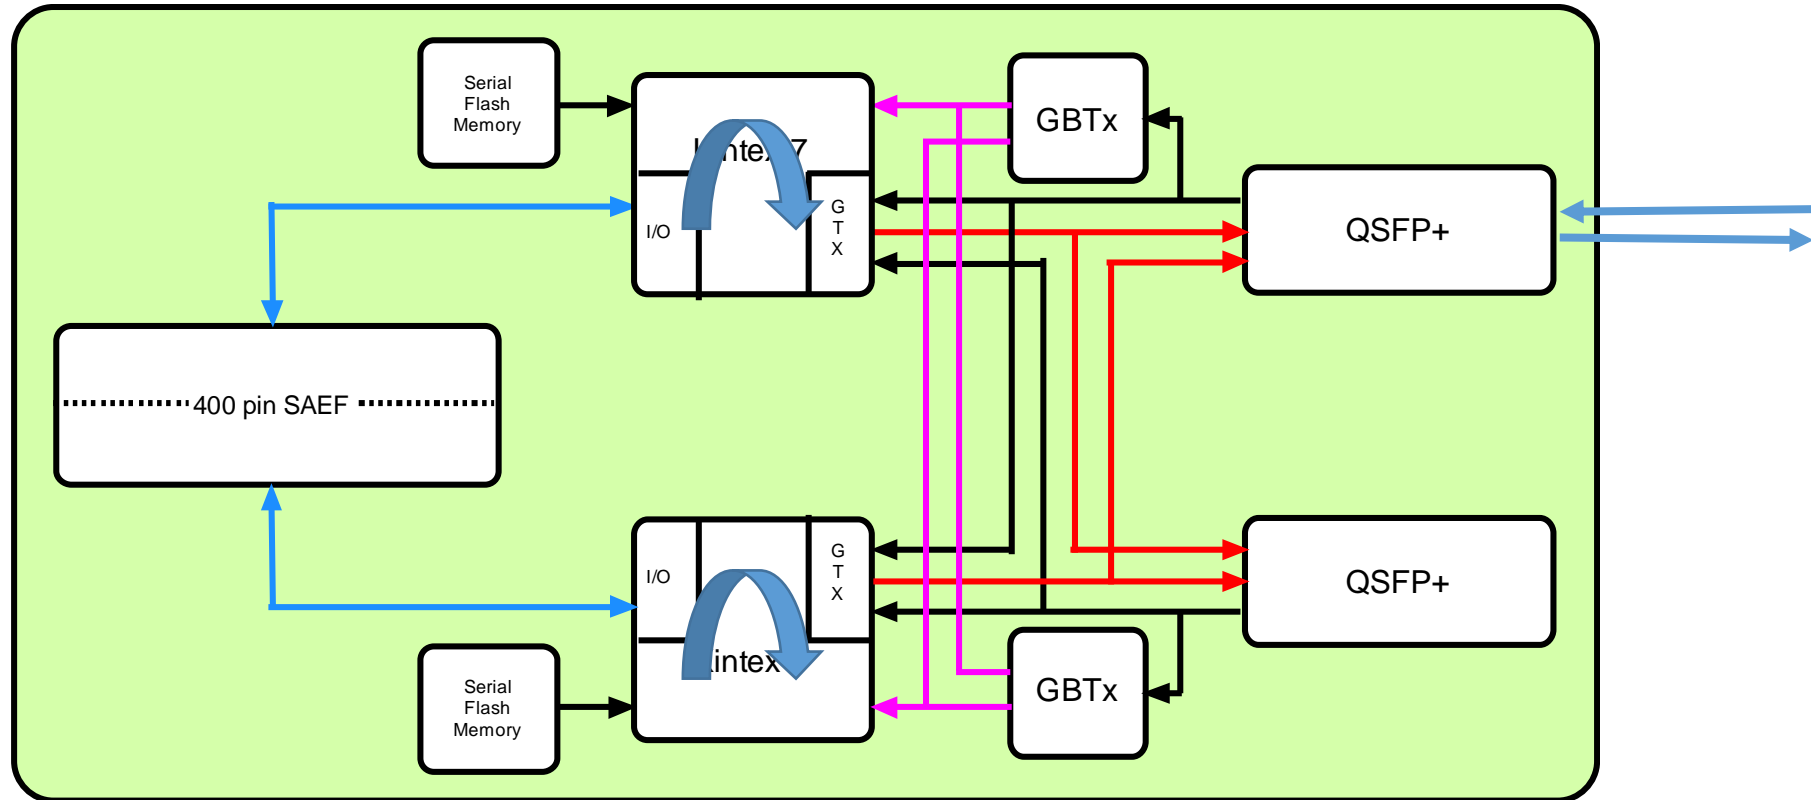 Serial
Flash
Memory
GBTx
I/O
G
T
X
QSFP+
400 pin SAEF
I/O
G
T
X
QSFP+
Serial
Flash
Memory
GBTx